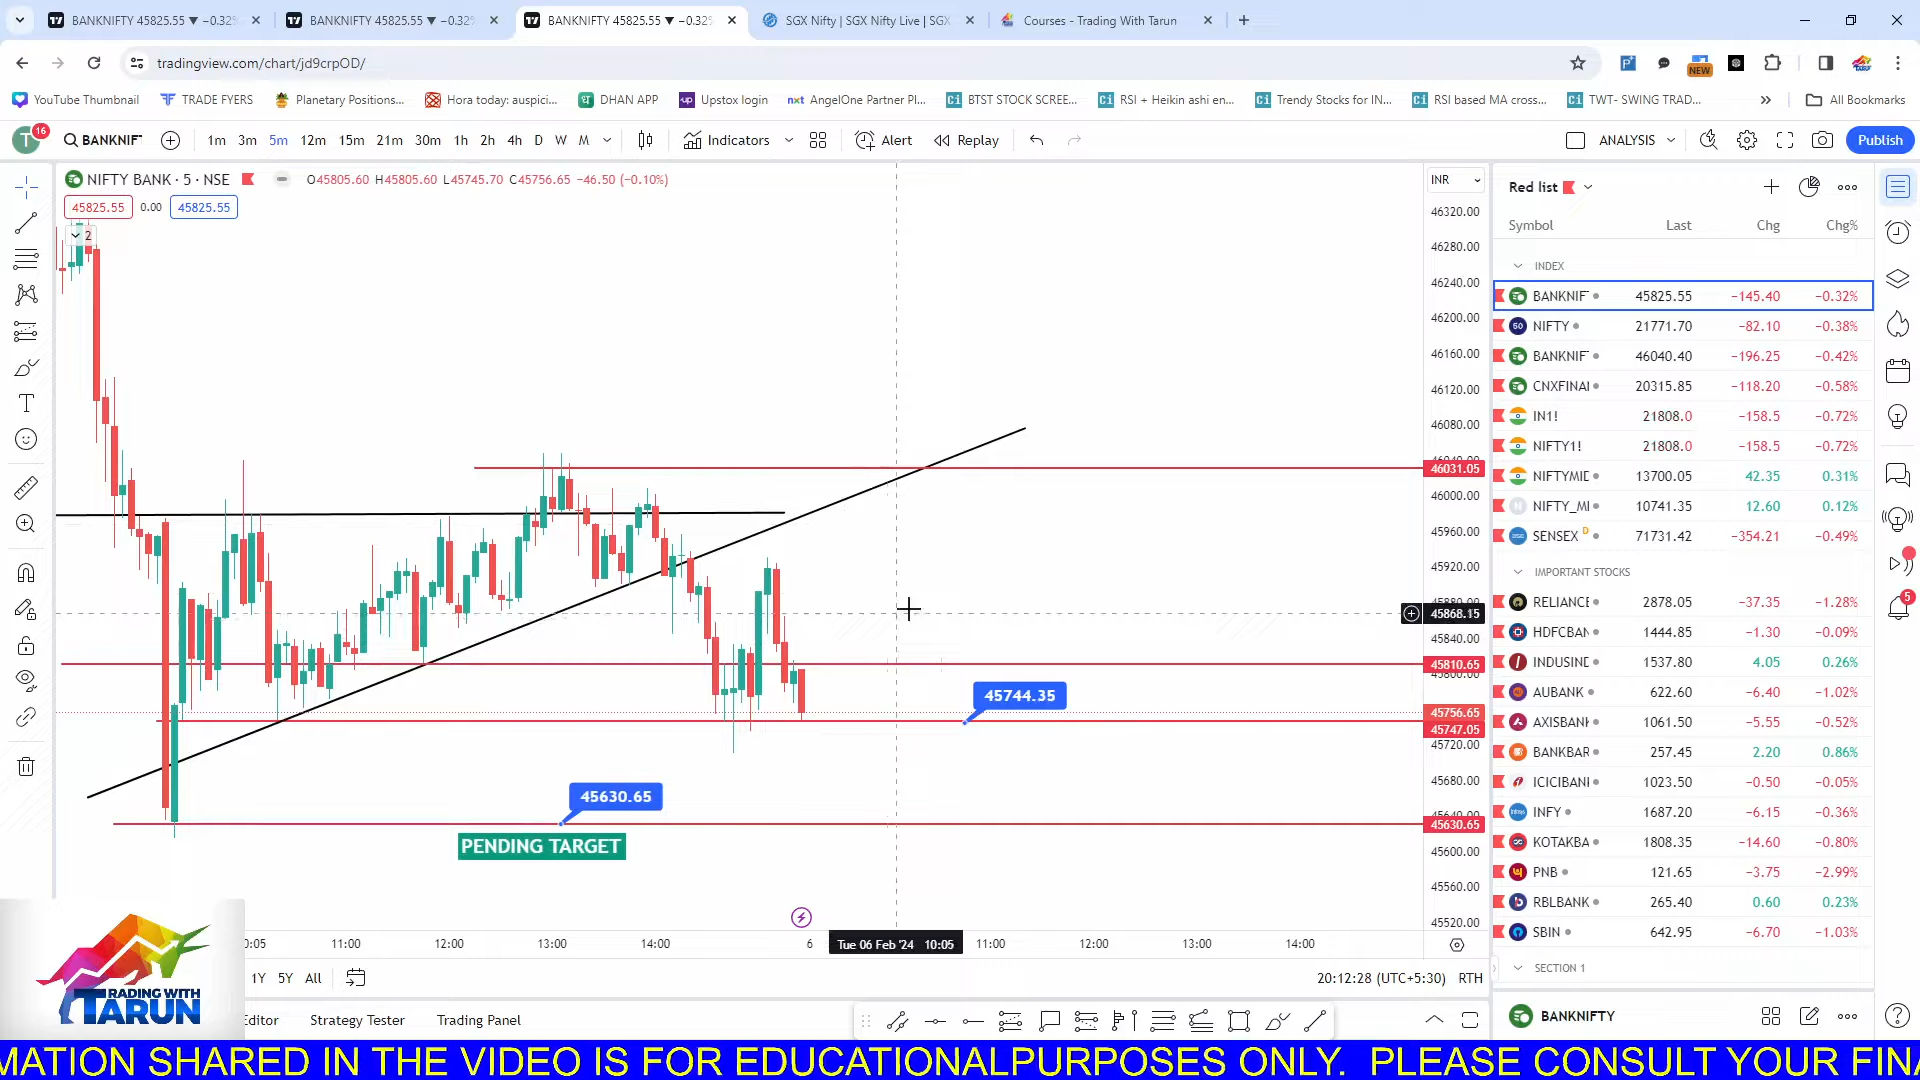 BANKNIFTY 45825.55 ▼ −0.32%
BANKNIFTY 45825.55 ▼ −0.32%
BANKNIFTY 45825.55 ▼ −0.32%
SGX Nifty | SGX Nifty Live | SGX
Courses - Trading With Tarun
tradingview.com/chart/jd9crpOD/
NEW
YouTube Thumbnail
TRADE FYERS
Planetary Positions...
Hora today: auspici...
DHAN APP
Upstox login
AngelOne Partner Pl...
BTST STOCK SCREE...
RSI + Heikin ashi en...
Trendy Stocks for IN...
RSI based MA cross...
TWT- SWING TRAD...
All Bookmarks
T 16
BANKNIF
1m 3m 5m 12m 15m 21m 30m 1h 2h 4h D W M
Indicators
Alert
Replay
ANALYSIS
Publish
NIFTY BANK · 5 · NSE
O45805.60 H45805.60 L45745.70 C45756.65 −46.50 (−0.10%)
45825.55 0.00 45825.55
2
INR
46320.00
46280.00
46240.00
46200.00
46160.00
46120.00
46080.00
46031.05
46000.00
45960.00
45920.00
45868.15
45840.00
45810.65
45800.00
45756.65
45747.05
45720.00
45680.00
45630.65
45600.00
45560.00
45520.00
45744.35
45630.65
PENDING TARGET
0:05 11:00 12:00 13:00 14:00 6 Tue 06 Feb '24 10:05 11:00 12:00 13:00 14:00
1Y 5Y All
20:12:28 (UTC+5:30) RTH
Editor Strategy Tester Trading Panel
Red list
Symbol Last Chg Chg%
INDEX
BANKNIF 45825.55 −145.40 −0.32%
NIFTY 21771.70 −82.10 −0.38%
BANKNIF 46040.40 −196.25 −0.42%
CNXFINAI 20315.85 −118.20 −0.58%
IN1! 21808.0 −158.5 −0.72%
NIFTY1! 21808.0 −158.5 −0.72%
NIFTYMID 13700.05 42.35 0.31%
NIFTY_MI 10741.35 12.60 0.12%
SENSEX D 71731.42 −354.21 −0.49%
IMPORTANT STOCKS
RELIANCE 2878.05 −37.35 −1.28%
HDFCBAN 1444.85 −1.30 −0.09%
INDUSIND 1537.80 4.05 0.26%
AUBANK 622.60 −6.40 −1.02%
AXISBANK 1061.50 −5.55 −0.52%
BANKBAR 257.45 2.20 0.86%
ICICIBANI 1023.50 −0.50 −0.05%
INFY 1687.20 −6.15 −0.36%
KOTAKBA 1808.35 −14.60 −0.80%
PNB 121.65 −3.75 −2.99%
RBLBANK 265.40 0.60 0.23%
SBIN 642.95 −6.70 −1.03%
SECTION 1
BANKNIFTY
5
TRADING WITH
TARUN
MATION SHARED IN THE VIDEO IS FOR EDUCATIONALPURPOSES ONLY. PLEASE CONSULT YOUR FINA